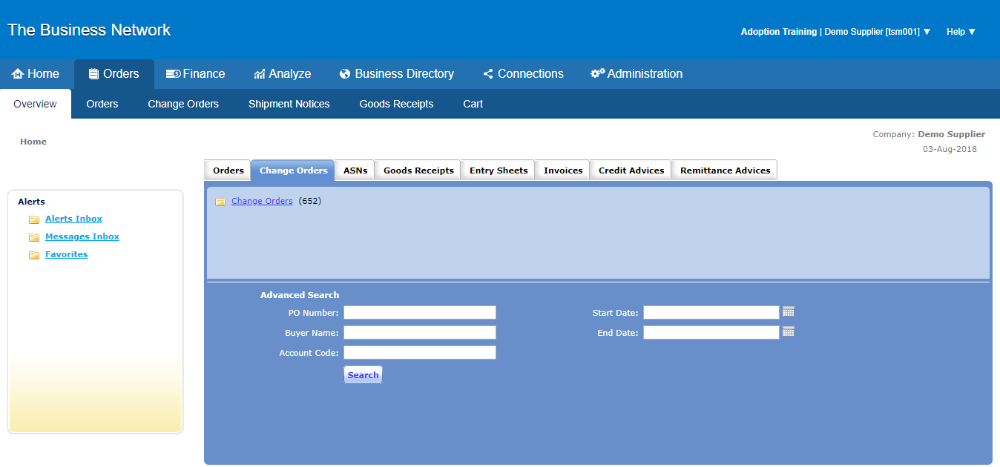 The Business Network
Adoption Training | Demo Supplier [tsm001] ▼ Help ▼
Home Orders Finance Analyze Business Directory Connections Administration
Overview Orders Change Orders Shipment Notices Goods Receipts Cart
Company: Demo Supplier
Home
03-Aug-2018
Orders Change Orders ASNs Goods Receipts Entry Sheets Invoices Credit Advices Remittance Advices
Alerts
Alerts Inbox
Messages Inbox
Favorites
Change Orders (652)
Advanced Search
PO Number: Start Date:
Buyer Name: End Date:
Account Code:
Search